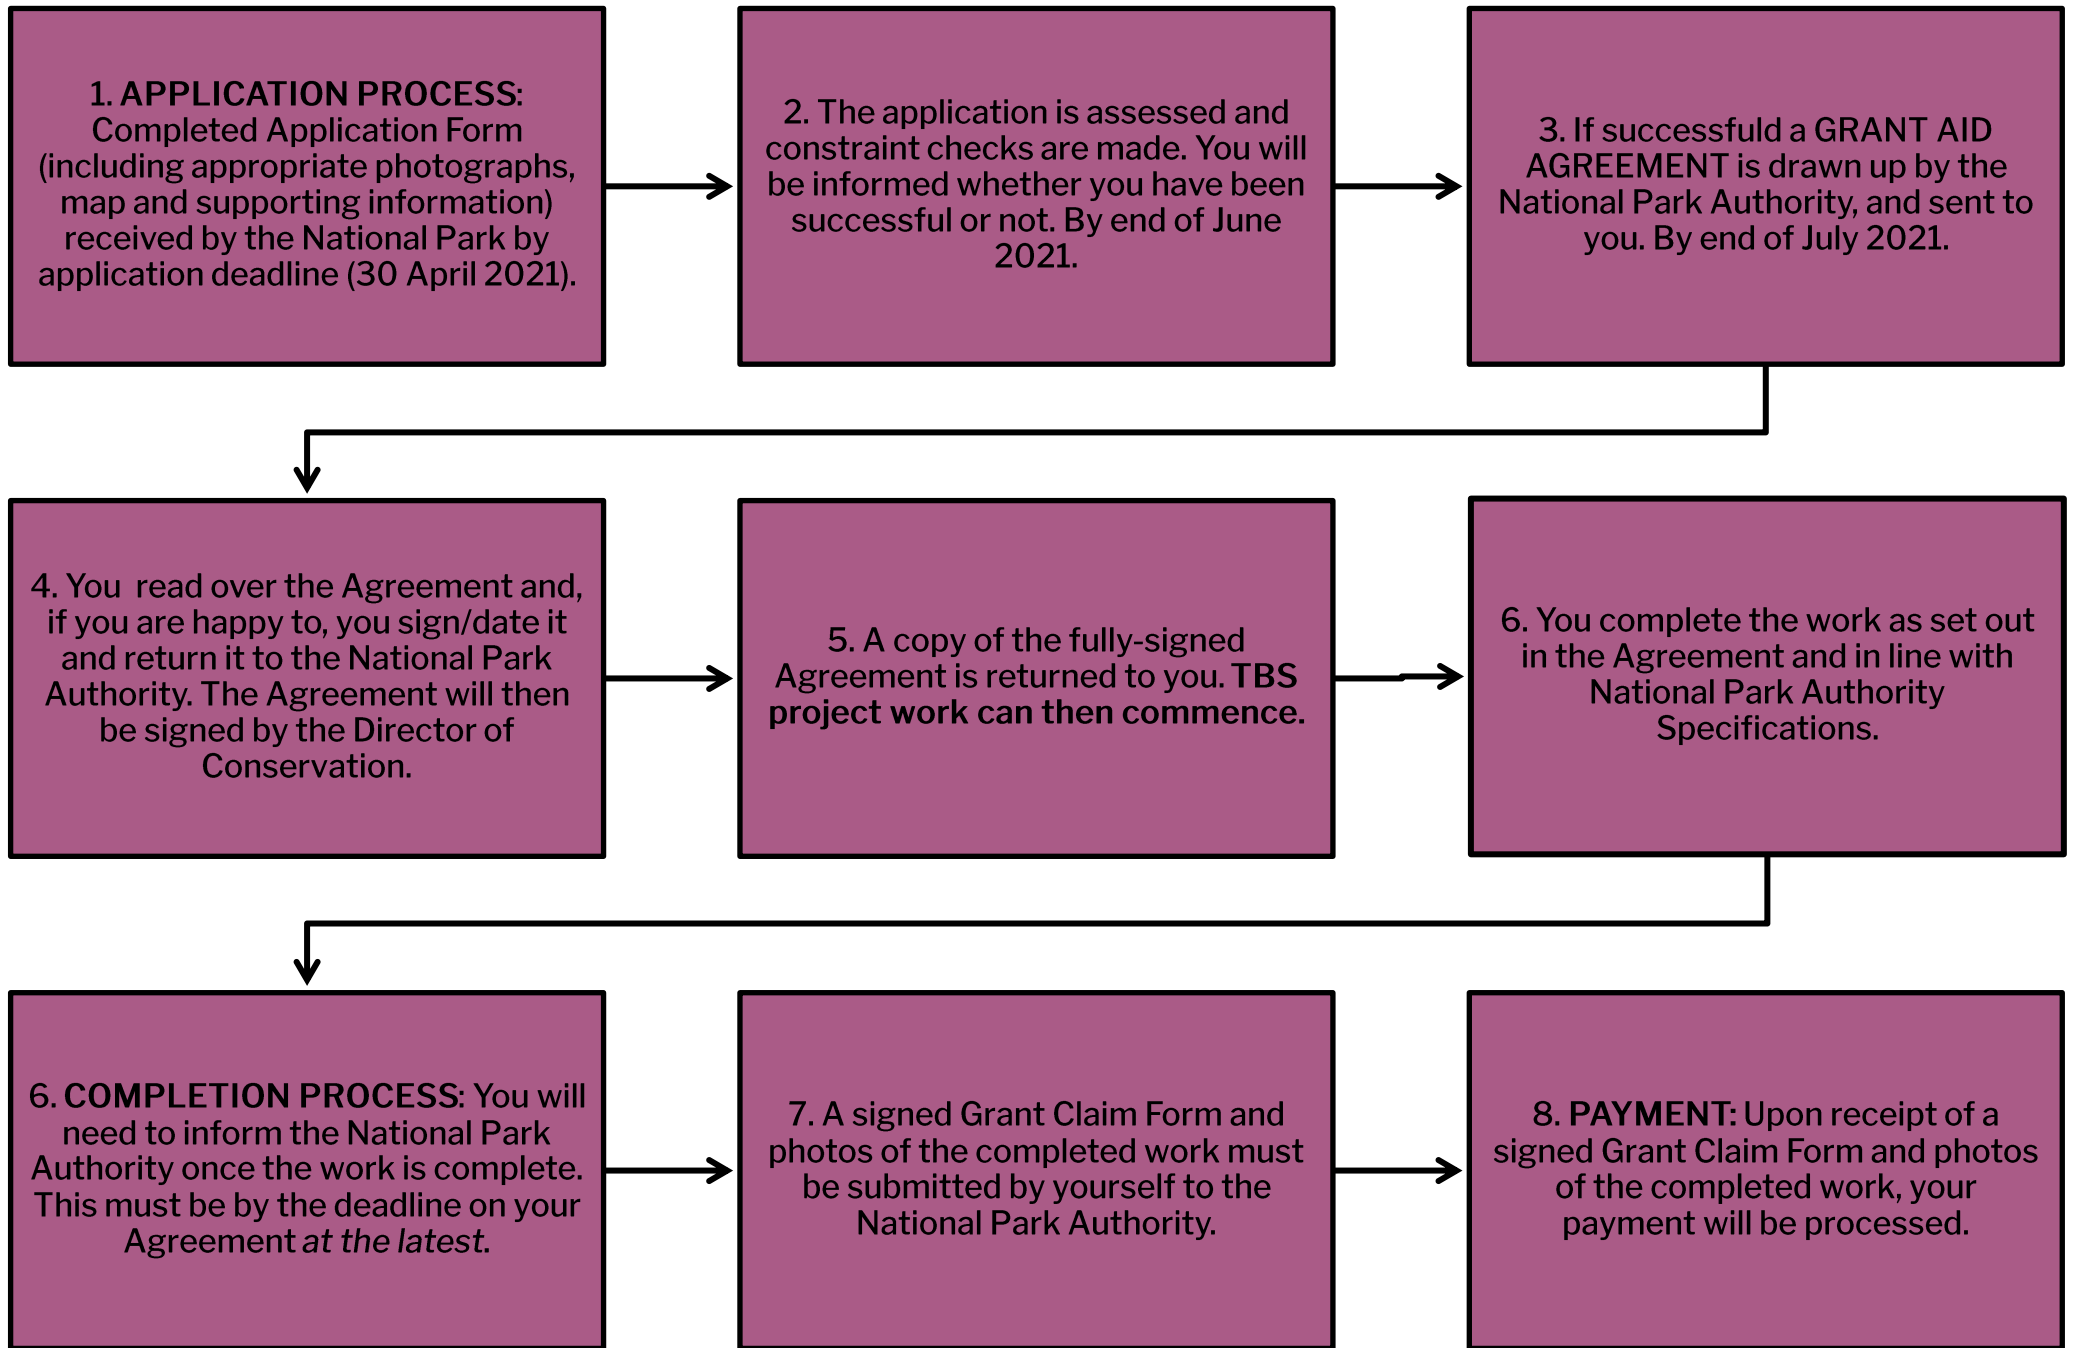 1. APPLICATION PROCESS:
Completed Application Form
(including appropriate photographs,
map and supporting information)
received by the National Park by
application deadline (30 April 2021).
2. The application is assessed and
constraint checks are made. You will
be informed whether you have been
successful or not. By end of June
2021.
3. If successfuld a GRANT AID
AGREEMENT is drawn up by the
National Park Authority, and sent to
you. By end of July 2021.
4. You  read over the Agreement and,
if you are happy to, you sign/date it
and return it to the National Park
Authority. The Agreement will then
be signed by the Director of
Conservation.
5. A copy of the fully-signed
Agreement is returned to you. TBS
project work can then commence.
6. You complete the work as set out
in the Agreement and in line with
National Park Authority
Specifications.
6. COMPLETION PROCESS: You will
need to inform the National Park
Authority once the work is complete.
This must be by the deadline on your
Agreement at the latest.
7. A signed Grant Claim Form and
photos of the completed work must
be submitted by yourself to the
National Park Authority.
8. PAYMENT: Upon receipt of a
signed Grant Claim Form and photos
of the completed work, your
payment will be processed.